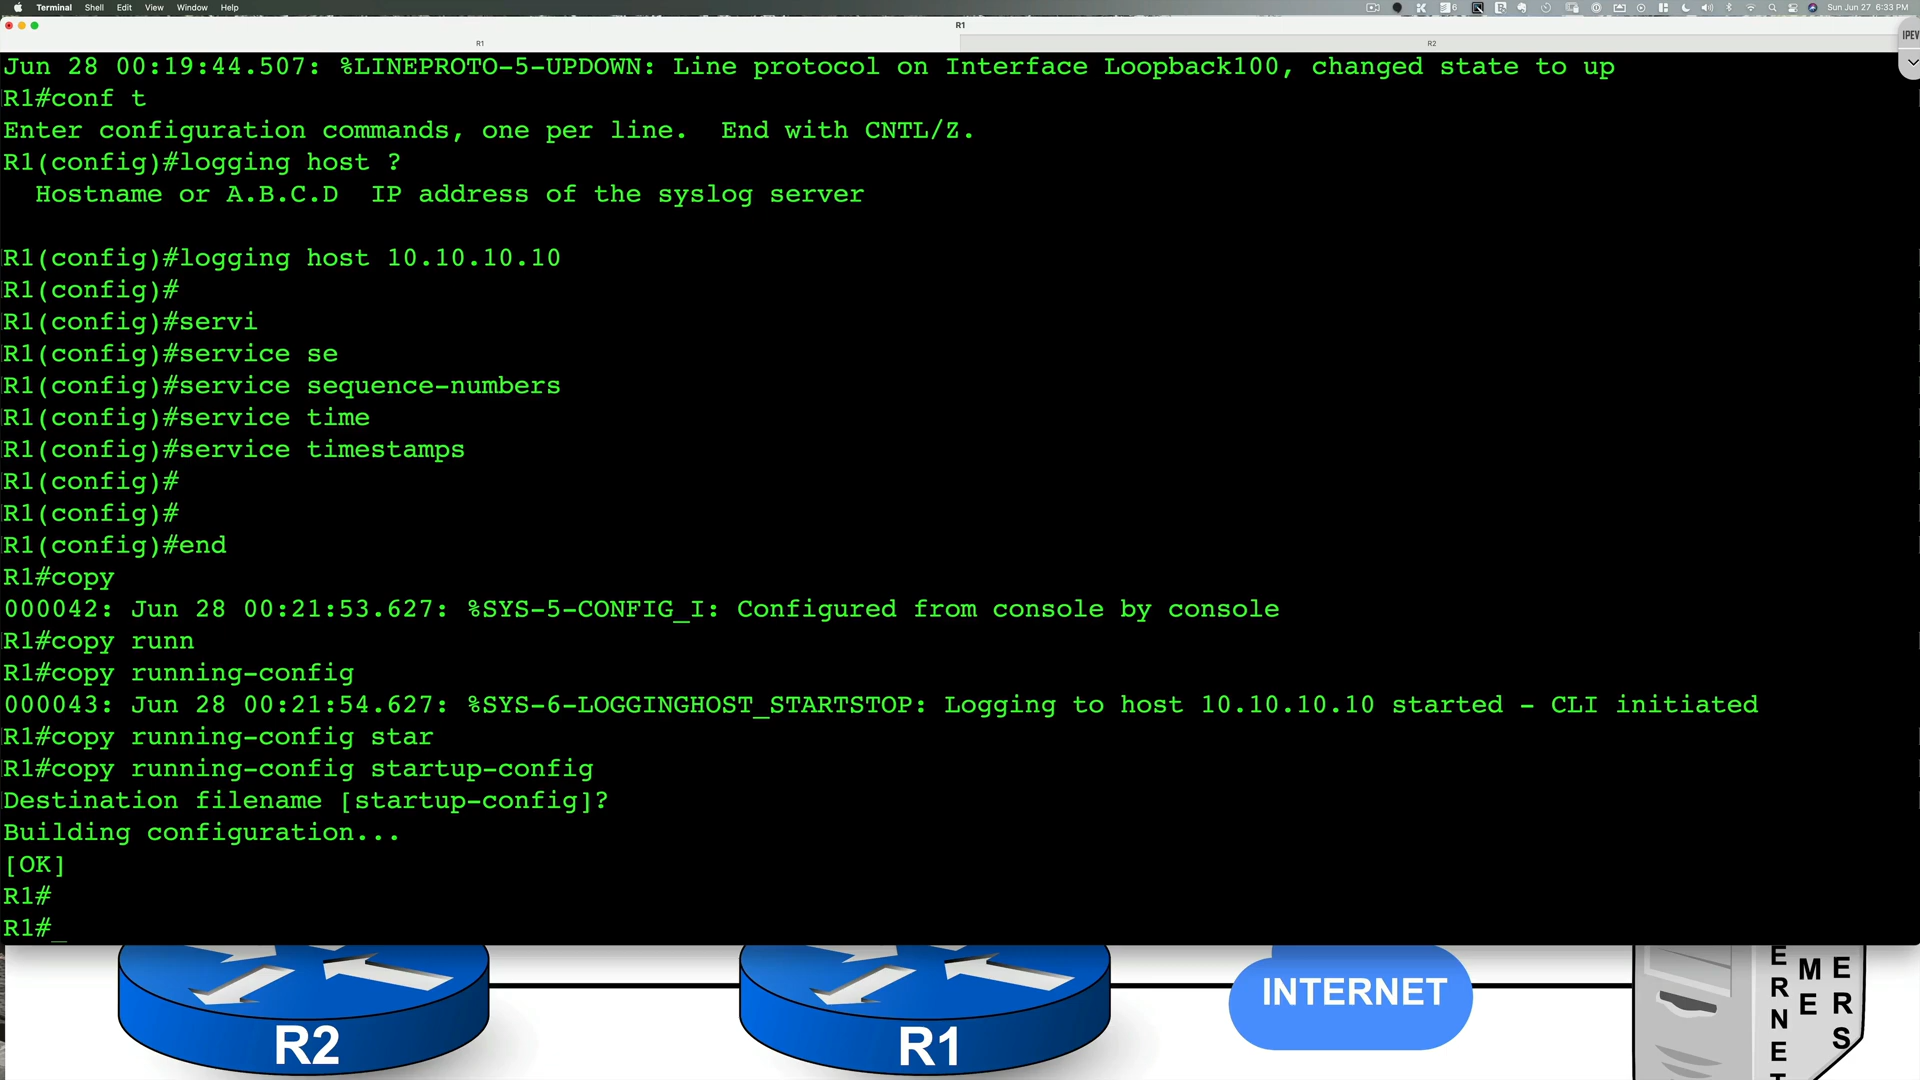 Terminal Shell Edit View Window Help
6 Sun Jun 27 6:33 PM
R1
R1 R2
IPEV
Jun 28 00:19:44.507: %LINEPROTO-5-UPDOWN: Line protocol on Interface Loopback100, changed state to up
R1#conf t
Enter configuration commands, one per line.  End with CNTL/Z.
R1(config)#logging host ?
  Hostname or A.B.C.D  IP address of the syslog server
R1(config)#logging host 10.10.10.10
R1(config)#
R1(config)#servi
R1(config)#service se
R1(config)#service sequence-numbers
R1(config)#service time
R1(config)#service timestamps
R1(config)#
R1(config)#
R1(config)#end
R1#copy
000042: Jun 28 00:21:53.627: %SYS-5-CONFIG_I: Configured from console by console
R1#copy runn
R1#copy running-config
000043: Jun 28 00:21:54.627: %SYS-6-LOGGINGHOST_STARTSTOP: Logging to host 10.10.10.10 started - CLI initiated
R1#copy running-config star
R1#copy running-config startup-config
Destination filename [startup-config]?
Building configuration...
[OK]
R1#
R1#_
R2
R1
INTERNET